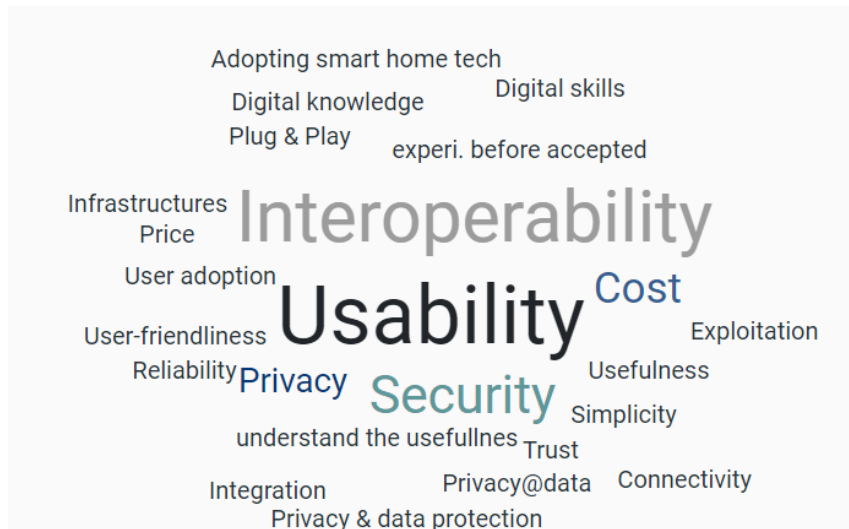 Adopting smart home tech
Digital skills
Digital knowledge
Plug & Play
experi. before accepted
Infrastructures
Interoperability
Price
User adoption
Cost
Usability
User-friendliness
Exploitation
Reliability
Privacy
Security
Usefulness
Simplicity
understand the usefullnes
Trust
Integration
Privacy@data
Connectivity
Privacy & data protection